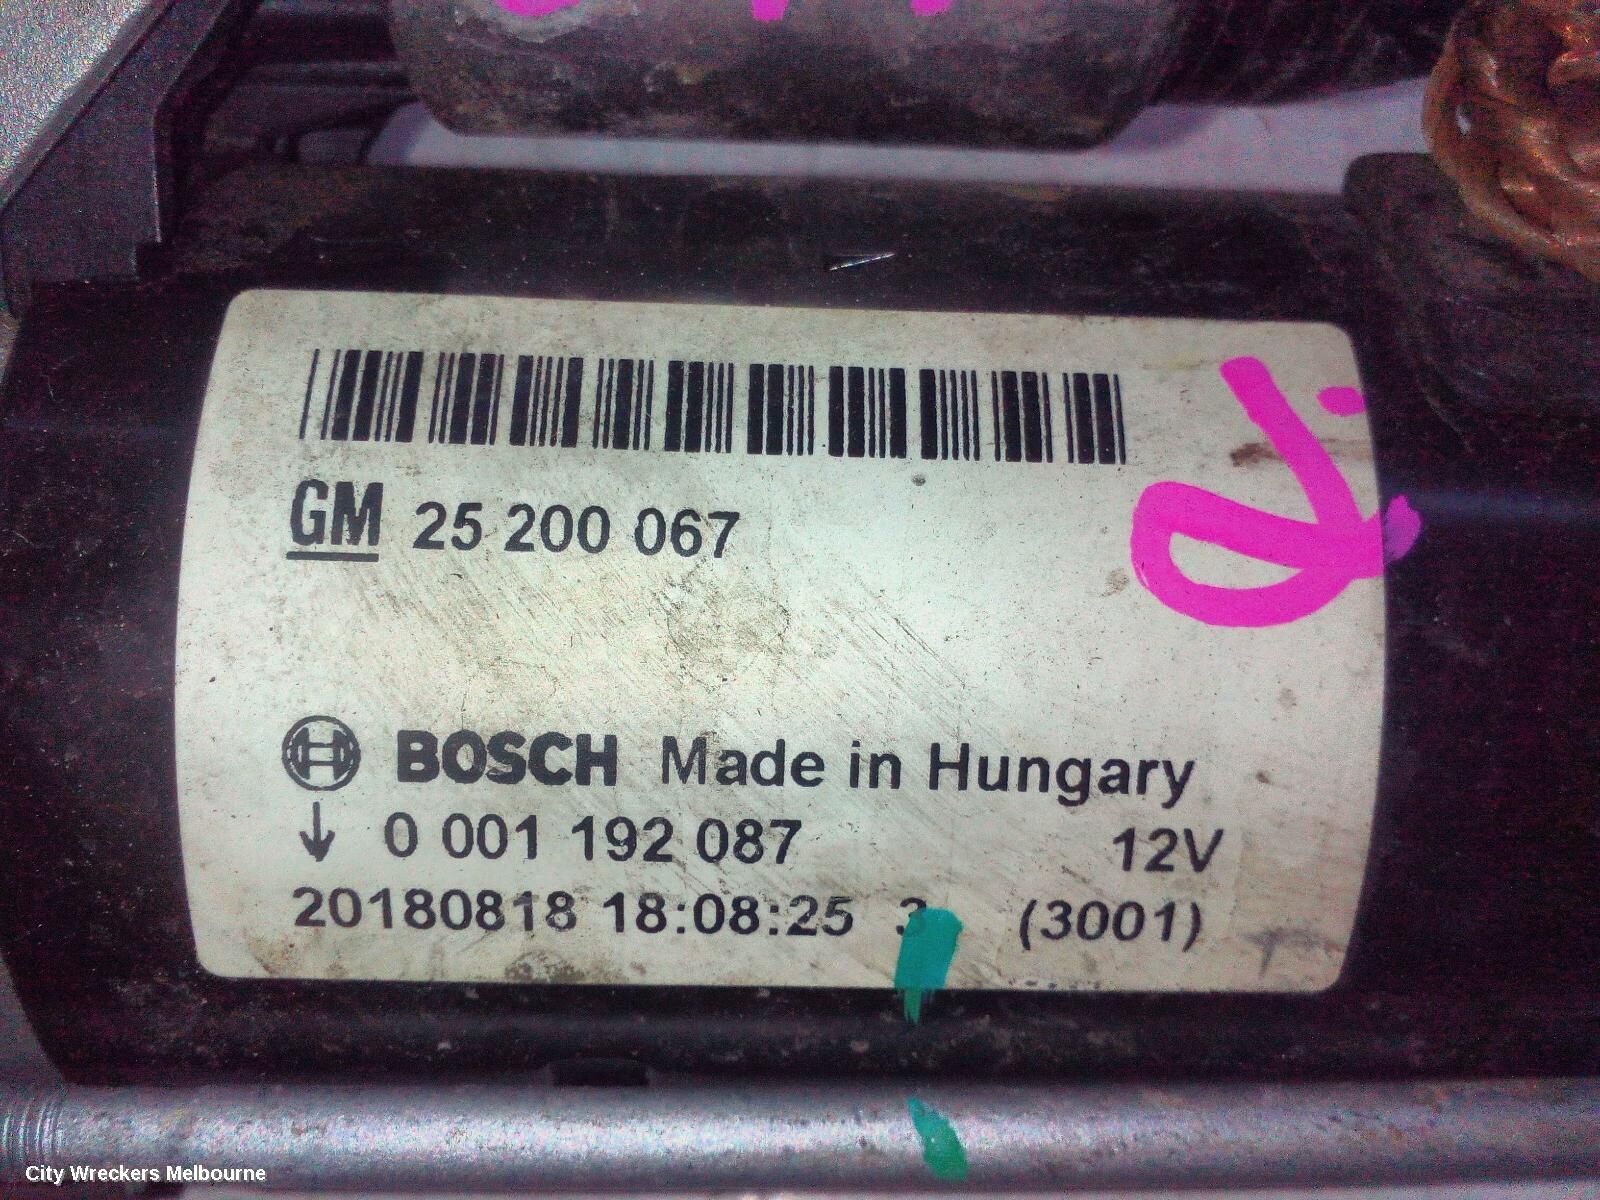 GM 25 200 067
BOSCH Made in Hungary
↓ 0 001 192 087 12V
20180818 18:08:25 3 (3001)
City Wreckers Melbourne